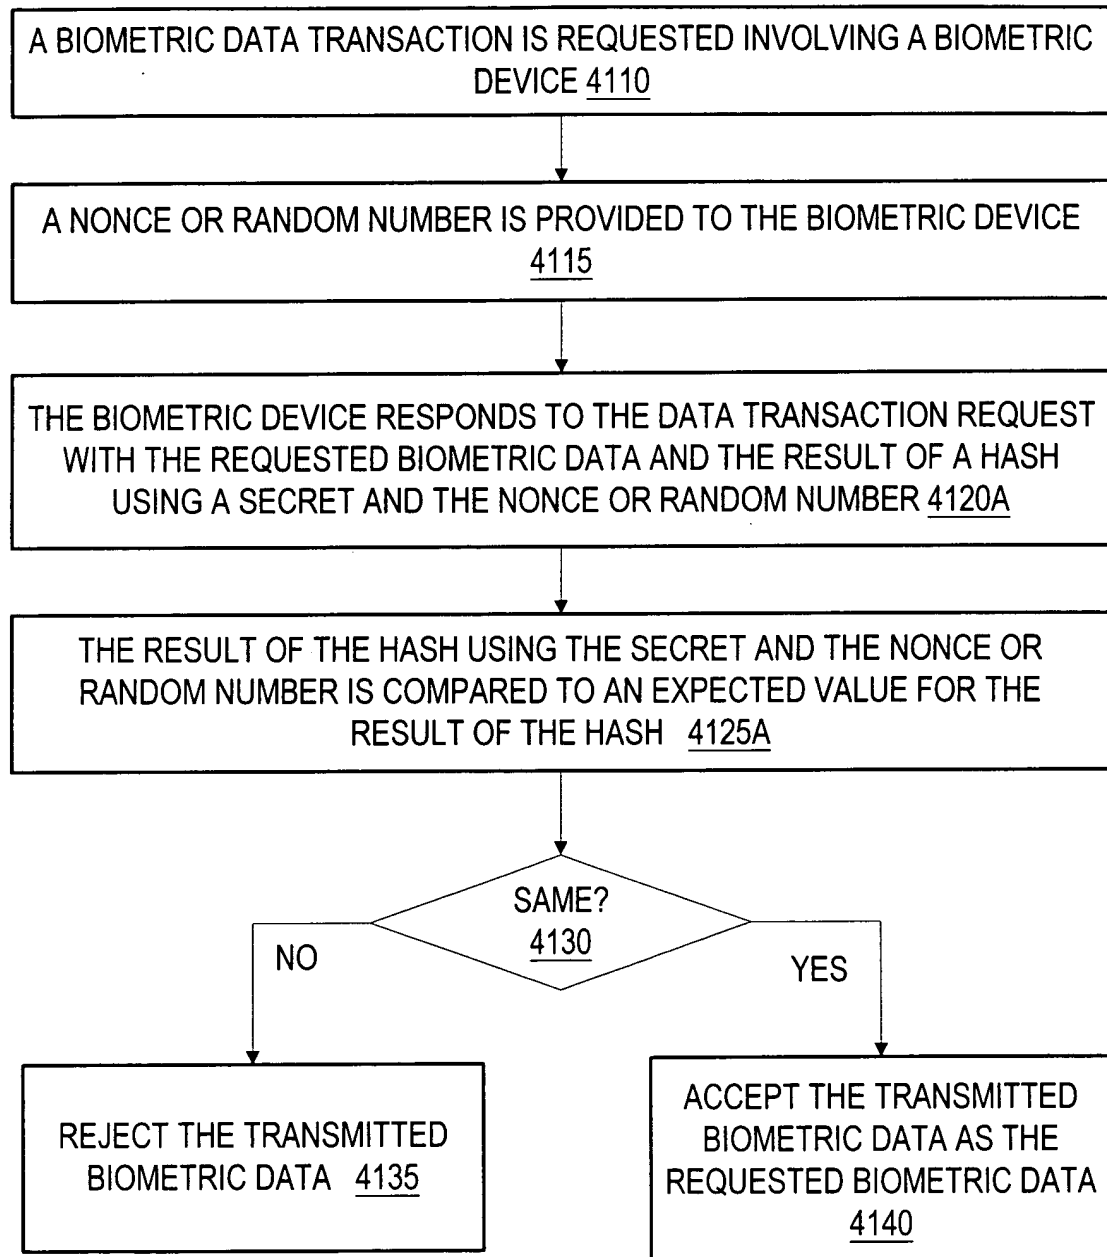 A BIOMETRIC DATA TRANSACTION IS REQUESTED INVOLVING A BIOMETRIC
DEVICE 4110
A NONCE OR RANDOM NUMBER IS PROVIDED TO THE BIOMETRIC DEVICE
4115
THE BIOMETRIC DEVICE RESPONDS TO THE DATA TRANSACTION REQUEST
WITH THE REQUESTED BIOMETRIC DATA AND THE RESULT OF A HASH
USING A SECRET AND THE NONCE OR RANDOM NUMBER 4120A
THE RESULT OF THE HASH USING THE SECRET AND THE NONCE OR
RANDOM NUMBER IS COMPARED TO AN EXPECTED VALUE FOR THE
RESULT OF THE HASH 4125A
SAME?
4130
NO
YES
REJECT THE TRANSMITTED
BIOMETRIC DATA 4135
ACCEPT THE TRANSMITTED
BIOMETRIC DATA AS THE
REQUESTED BIOMETRIC DATA
4140